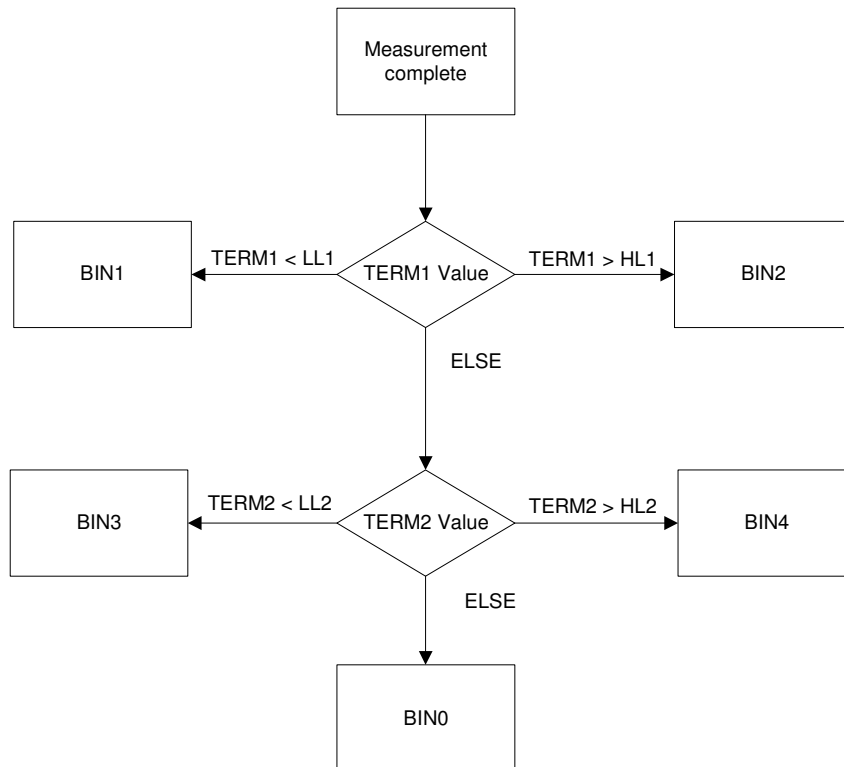 Measurement
complete
TERM1 < LL1
TERM1 > HL1
BIN1
TERM1 Value
BIN2
ELSE
TERM2 < LL2
TERM2 > HL2
BIN3
TERM2 Value
BIN4
ELSE
BIN0